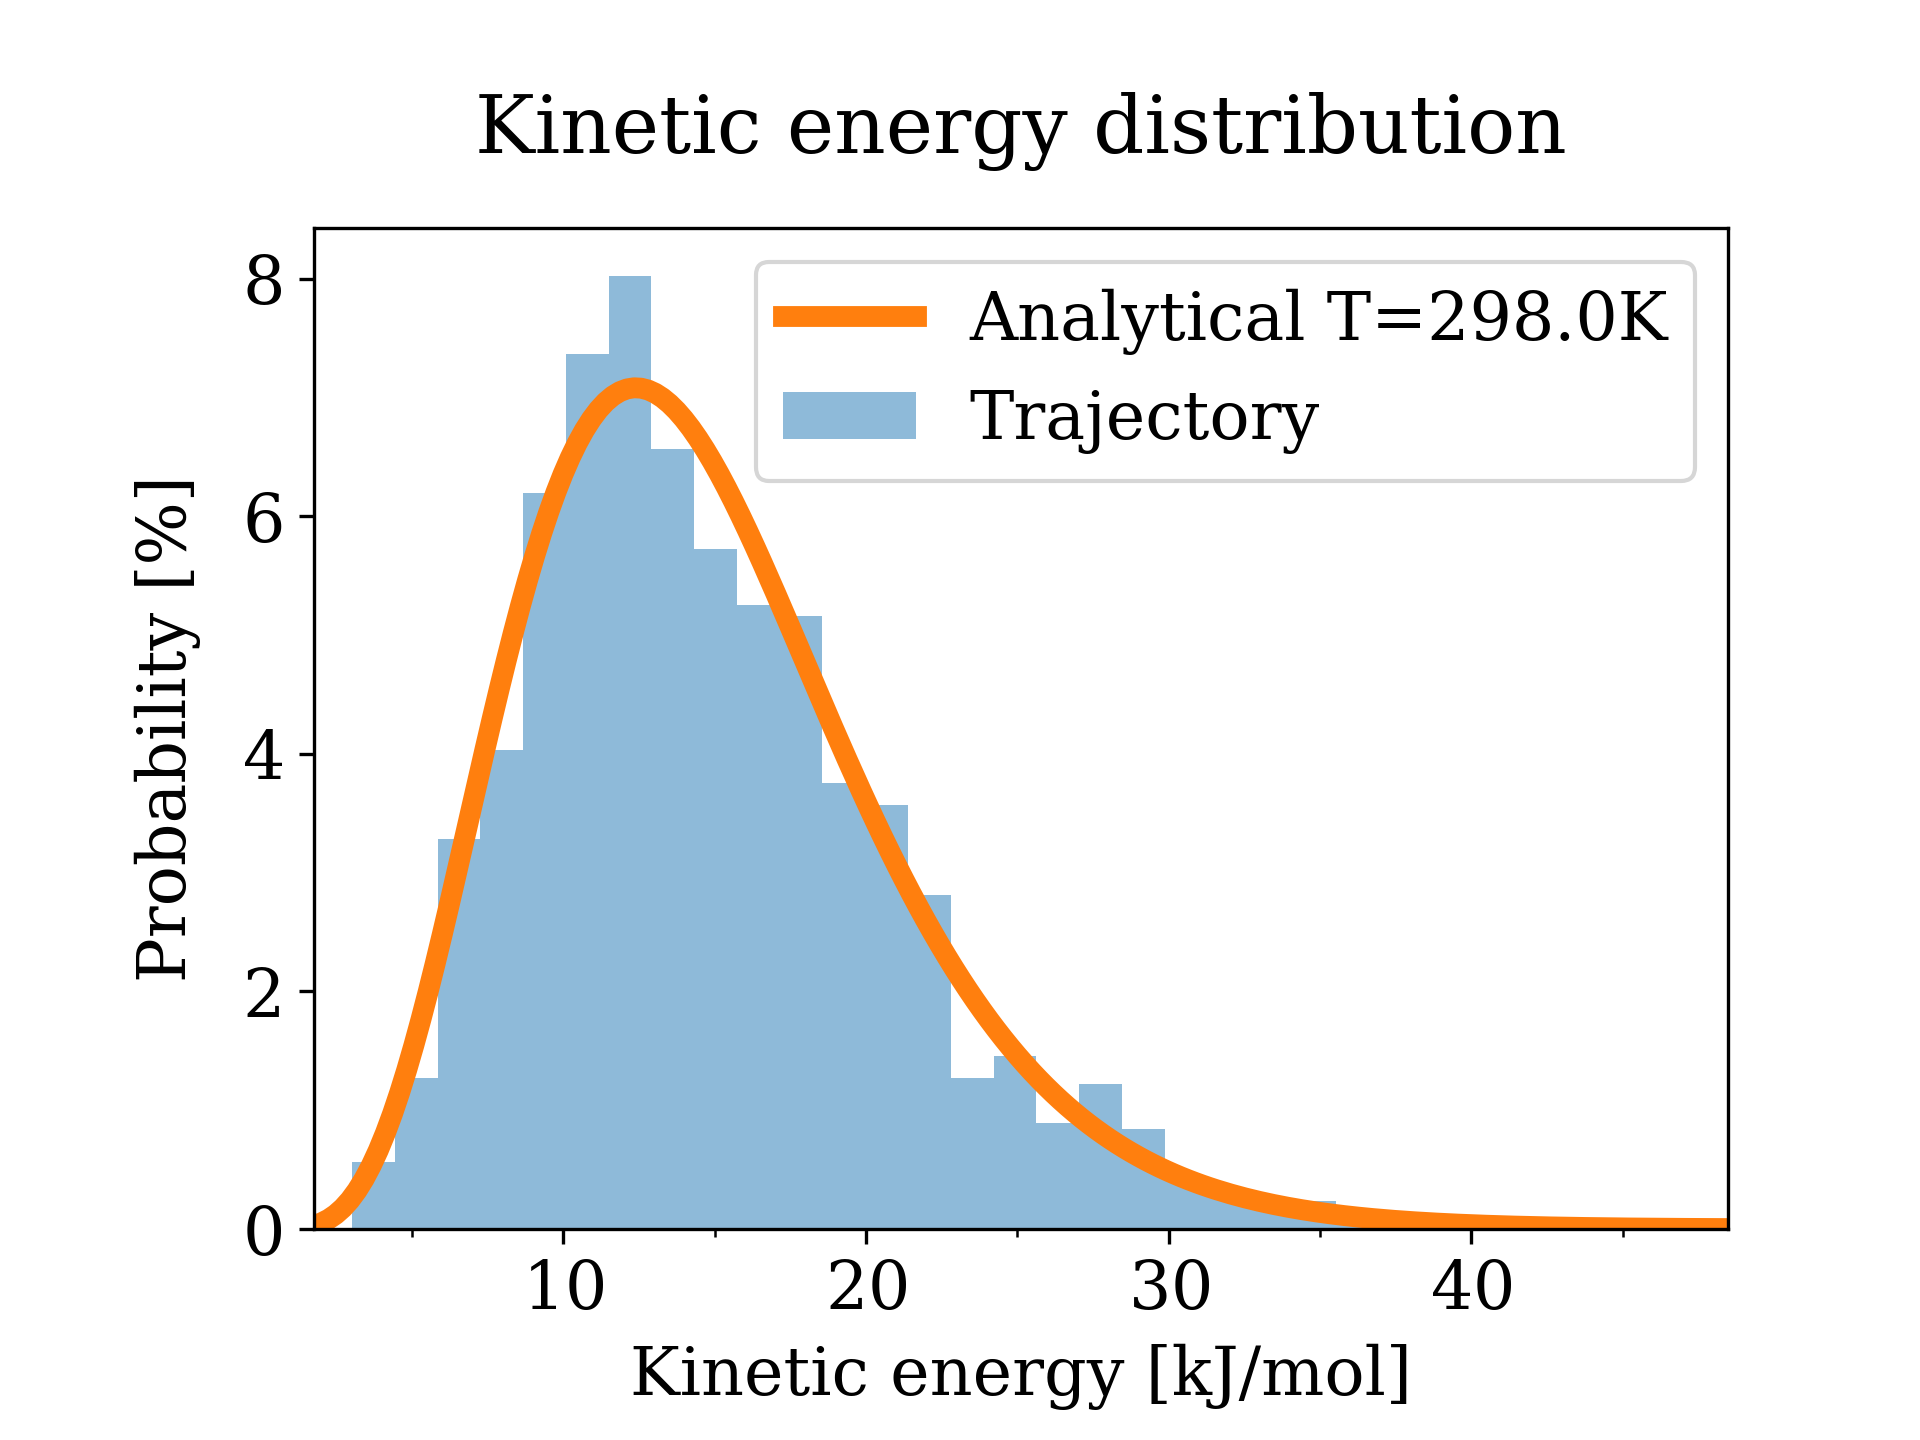 Kinetic energy distribution
Analytical T=298.0K
Trajectory
Probability [%]
8
6
4
2
0
10 20 30 40
Kinetic energy [kJ/mol]